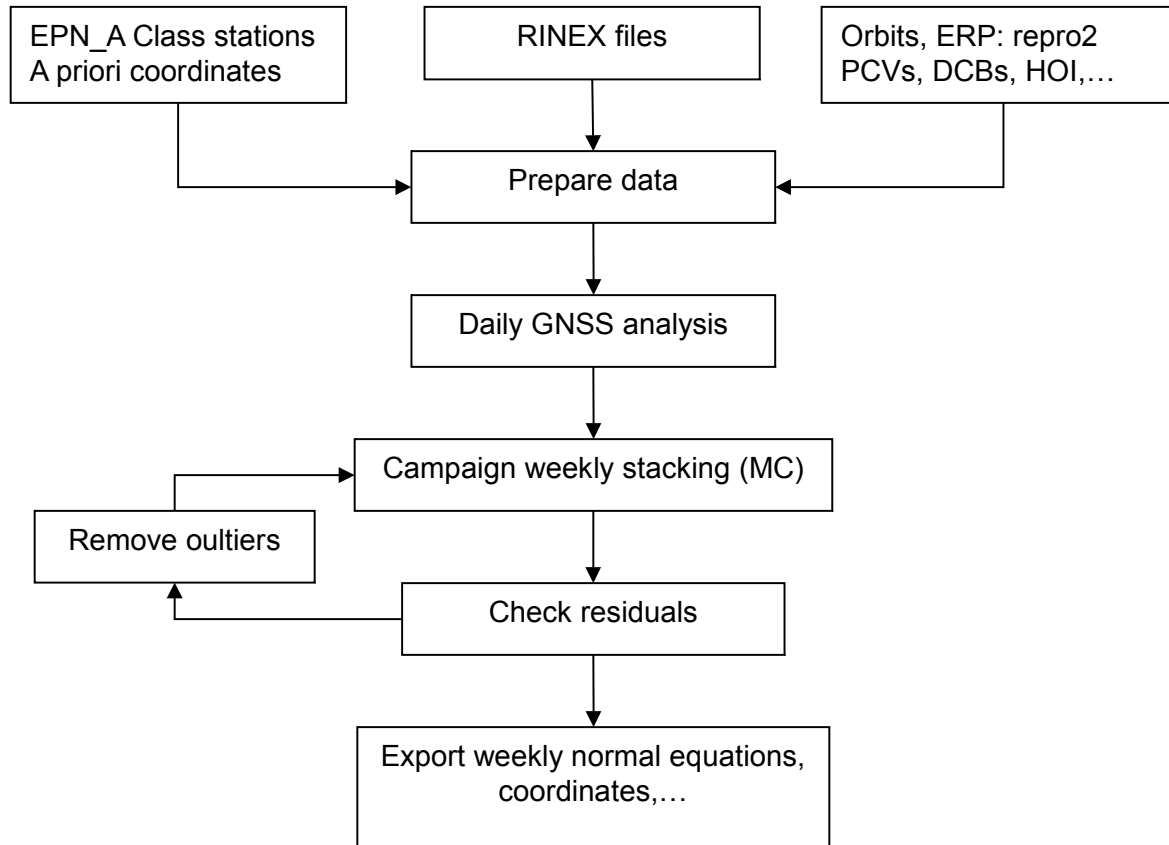 EPN_A Class stations
A priori coordinates
RINEX files
Orbits, ERP: repro2
PCVs, DCBs, HOI,…
Prepare data
Daily GNSS analysis
Campaign weekly stacking (MC)
Remove oultiers
Check residuals
Export weekly normal equations,
coordinates,…